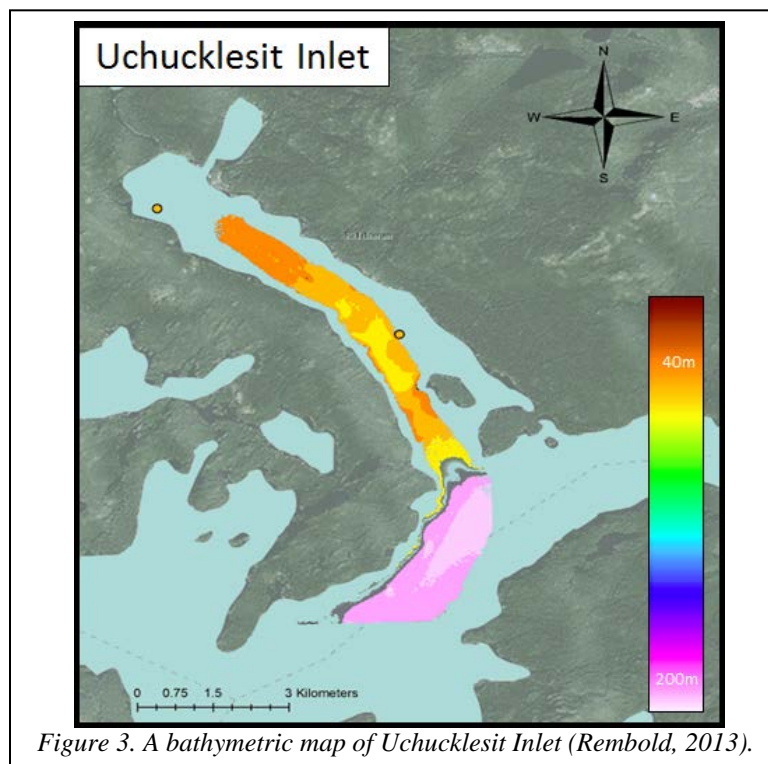 Uchucklesit Inlet
N
W E
S
40m
200m
0 0.75 1.5 3 Kilometers
Figure 3. A bathymetric map of Uchucklesit Inlet (Rembold, 2013).